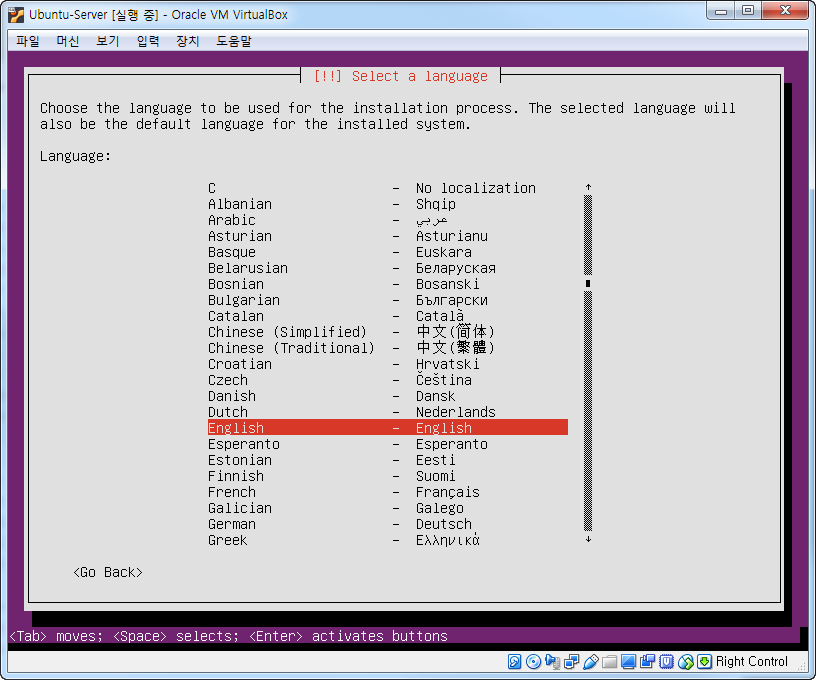 Ubuntu-Server [실행 중] - Oracle VM VirtualBox
파일 머신 보기 입력 장치 도움말
[!!] Select a language
Choose the language to be used for the installation process. The selected language will
also be the default language for the installed system.
Language:
C - No localization
Albanian - Shqip
Arabic - عربي
Asturian - Asturianu
Basque - Euskara
Belarusian - Беларуская
Bosnian - Bosanski
Bulgarian - Български
Catalan - Català
Chinese (Simplified) - 中文(简体)
Chinese (Traditional) - 中文(繁體)
Croatian - Hrvatski
Czech - Čeština
Danish - Dansk
Dutch - Nederlands
English - English
Esperanto - Esperanto
Estonian - Eesti
Finnish - Suomi
French - Français
Galician - Galego
German - Deutsch
Greek - Ελληνικά
<Go Back>
<Tab> moves; <Space> selects; <Enter> activates buttons
Right Control